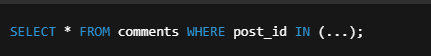 SELECT * FROM comments WHERE post_id IN (...);